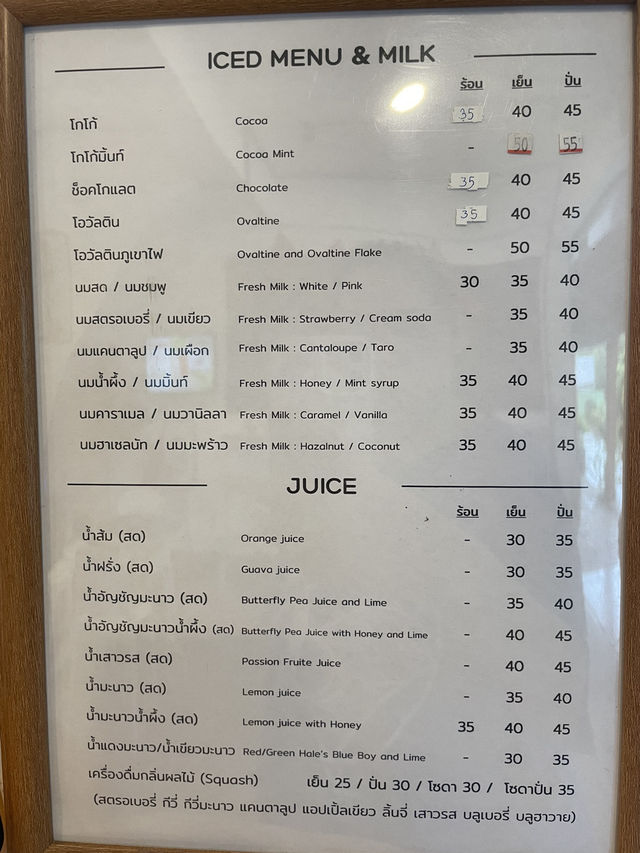 ICED MENU & MILK
ร้อน เย็น ปั่น
โกโก้ Cocoa 35 40 45
โกโก้มิ้นท์ Cocoa Mint - 50 55
ช็อคโกแลต Chocolate 35 40 45
โอวัลติน Ovaltine 35 40 45
โอวัลตินภูเขาไฟ Ovaltine and Ovaltine Flake - 50 55
นมสด / นมชมพู Fresh Milk : White / Pink 30 35 40
นมสตรอเบอรี่ / นมเขียว Fresh Milk : Strawberry / Cream soda - 35 40
นมแคนตาลูป / นมเผือก Fresh Milk : Cantaloupe / Taro - 35 40
นมน้ำผึ้ง / นมมิ้นท์ Fresh Milk : Honey / Mint syrup 35 40 45
นมคาราเมล / นมวานิลลา Fresh Milk : Caramel / Vanilla 35 40 45
นมฮาเซลนัท / นมมะพร้าว Fresh Milk : Hazalnut / Coconut 35 40 45
JUICE
ร้อน เย็น ปั่น
น้ำส้ม (สด) Orange juice - 30 35
น้ำฝรั่ง (สด) Guava juice - 30 35
น้ำอัญชัญมะนาว (สด) Butterfly Pea Juice and Lime - 35 40
น้ำอัญชัญมะนาวน้ำผึ้ง (สด) Butterfly Pea Juice with Honey and Lime - 40 45
น้ำเสาวรส (สด) Passion Fruite Juice - 40 45
น้ำมะนาว (สด) Lemon juice - 35 40
น้ำมะนาวน้ำผึ้ง (สด) Lemon juice with Honey 35 40 45
น้ำแดงมะนาว/น้ำเขียวมะนาว Red/Green Hale's Blue Boy and Lime - 30 35
เครื่องดื่มกลิ่นผลไม้ (Squash) เย็น 25 / ปั่น 30 / โซดา 30 / โซดาปั่น 35
(สตรอเบอรี่ กีวี่ กีวี่มะนาว แคนตาลูป แอปเปิ้ลเขียว ลิ้นจี่ เสาวรส บลูเบอรี่ บลูฮาวาย)